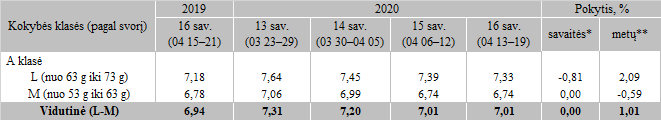 Kokybės klasės (pagal svorį) 2019 2020 Pokytis, %
16 sav. (04 15–21) 13 sav. (03 23–29) 14 sav. (03 30–04 05) 15 sav. (04 06–12) 16 sav. (04 13–19) savaitės* metų**
A klasė
L (nuo 63 g iki 73 g) 7,18 7,64 7,45 7,39 7,33 -0,81 2,09
M (nuo 53 g iki 63 g) 6,78 7,06 6,99 6,74 6,74 0,00 -0,59
Vidutinė (L-M) 6,94 7,31 7,20 7,01 7,01 0,00 1,01